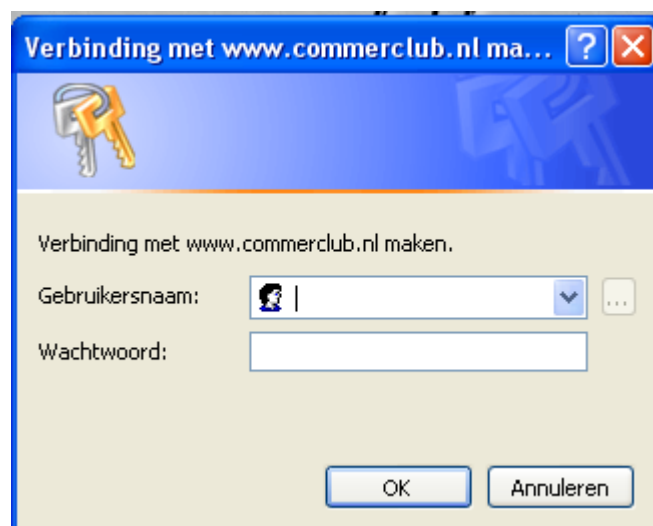 Verbinding met www.commerclub.nl ma...
Verbinding met www.commerclub.nl maken.
Gebruikersnaam:
...
Wachtwoord:
OK Annuleren